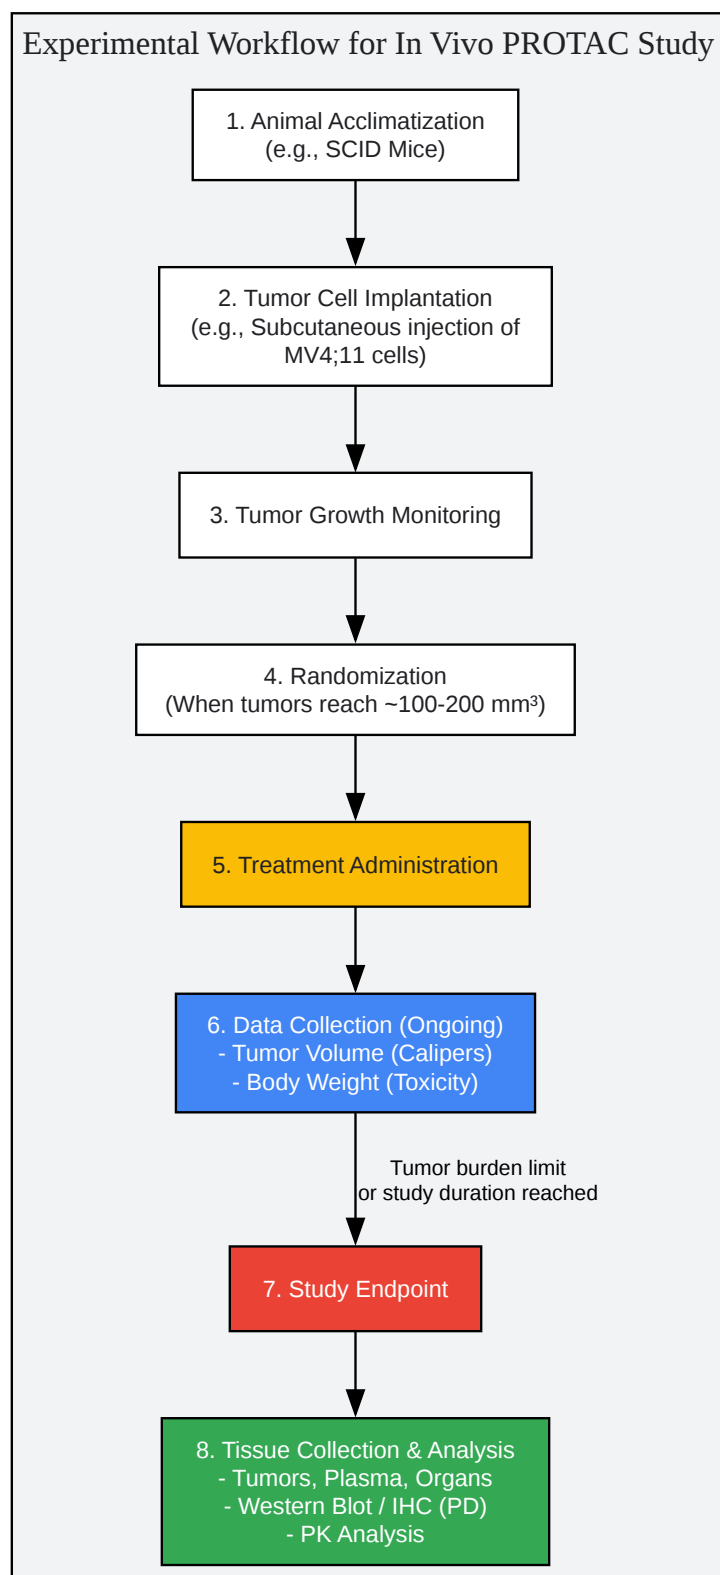 Experimental Workflow for In Vivo PROTAC Study
1. Animal Acclimatization
(e.g., SCID Mice)
2. Tumor Cell Implantation
(e.g., Subcutaneous injection of
MV4;11 cells)
3. Tumor Growth Monitoring
4. Randomization
(When tumors reach ~100-200 mm³)
5. Treatment Administration
6. Data Collection (Ongoing)
- Tumor Volume (Calipers)
- Body Weight (Toxicity)
Tumor burden limit
or study duration reached
7. Study Endpoint
8. Tissue Collection & Analysis
- Tumors, Plasma, Organs
- Western Blot / IHC (PD)
- PK Analysis